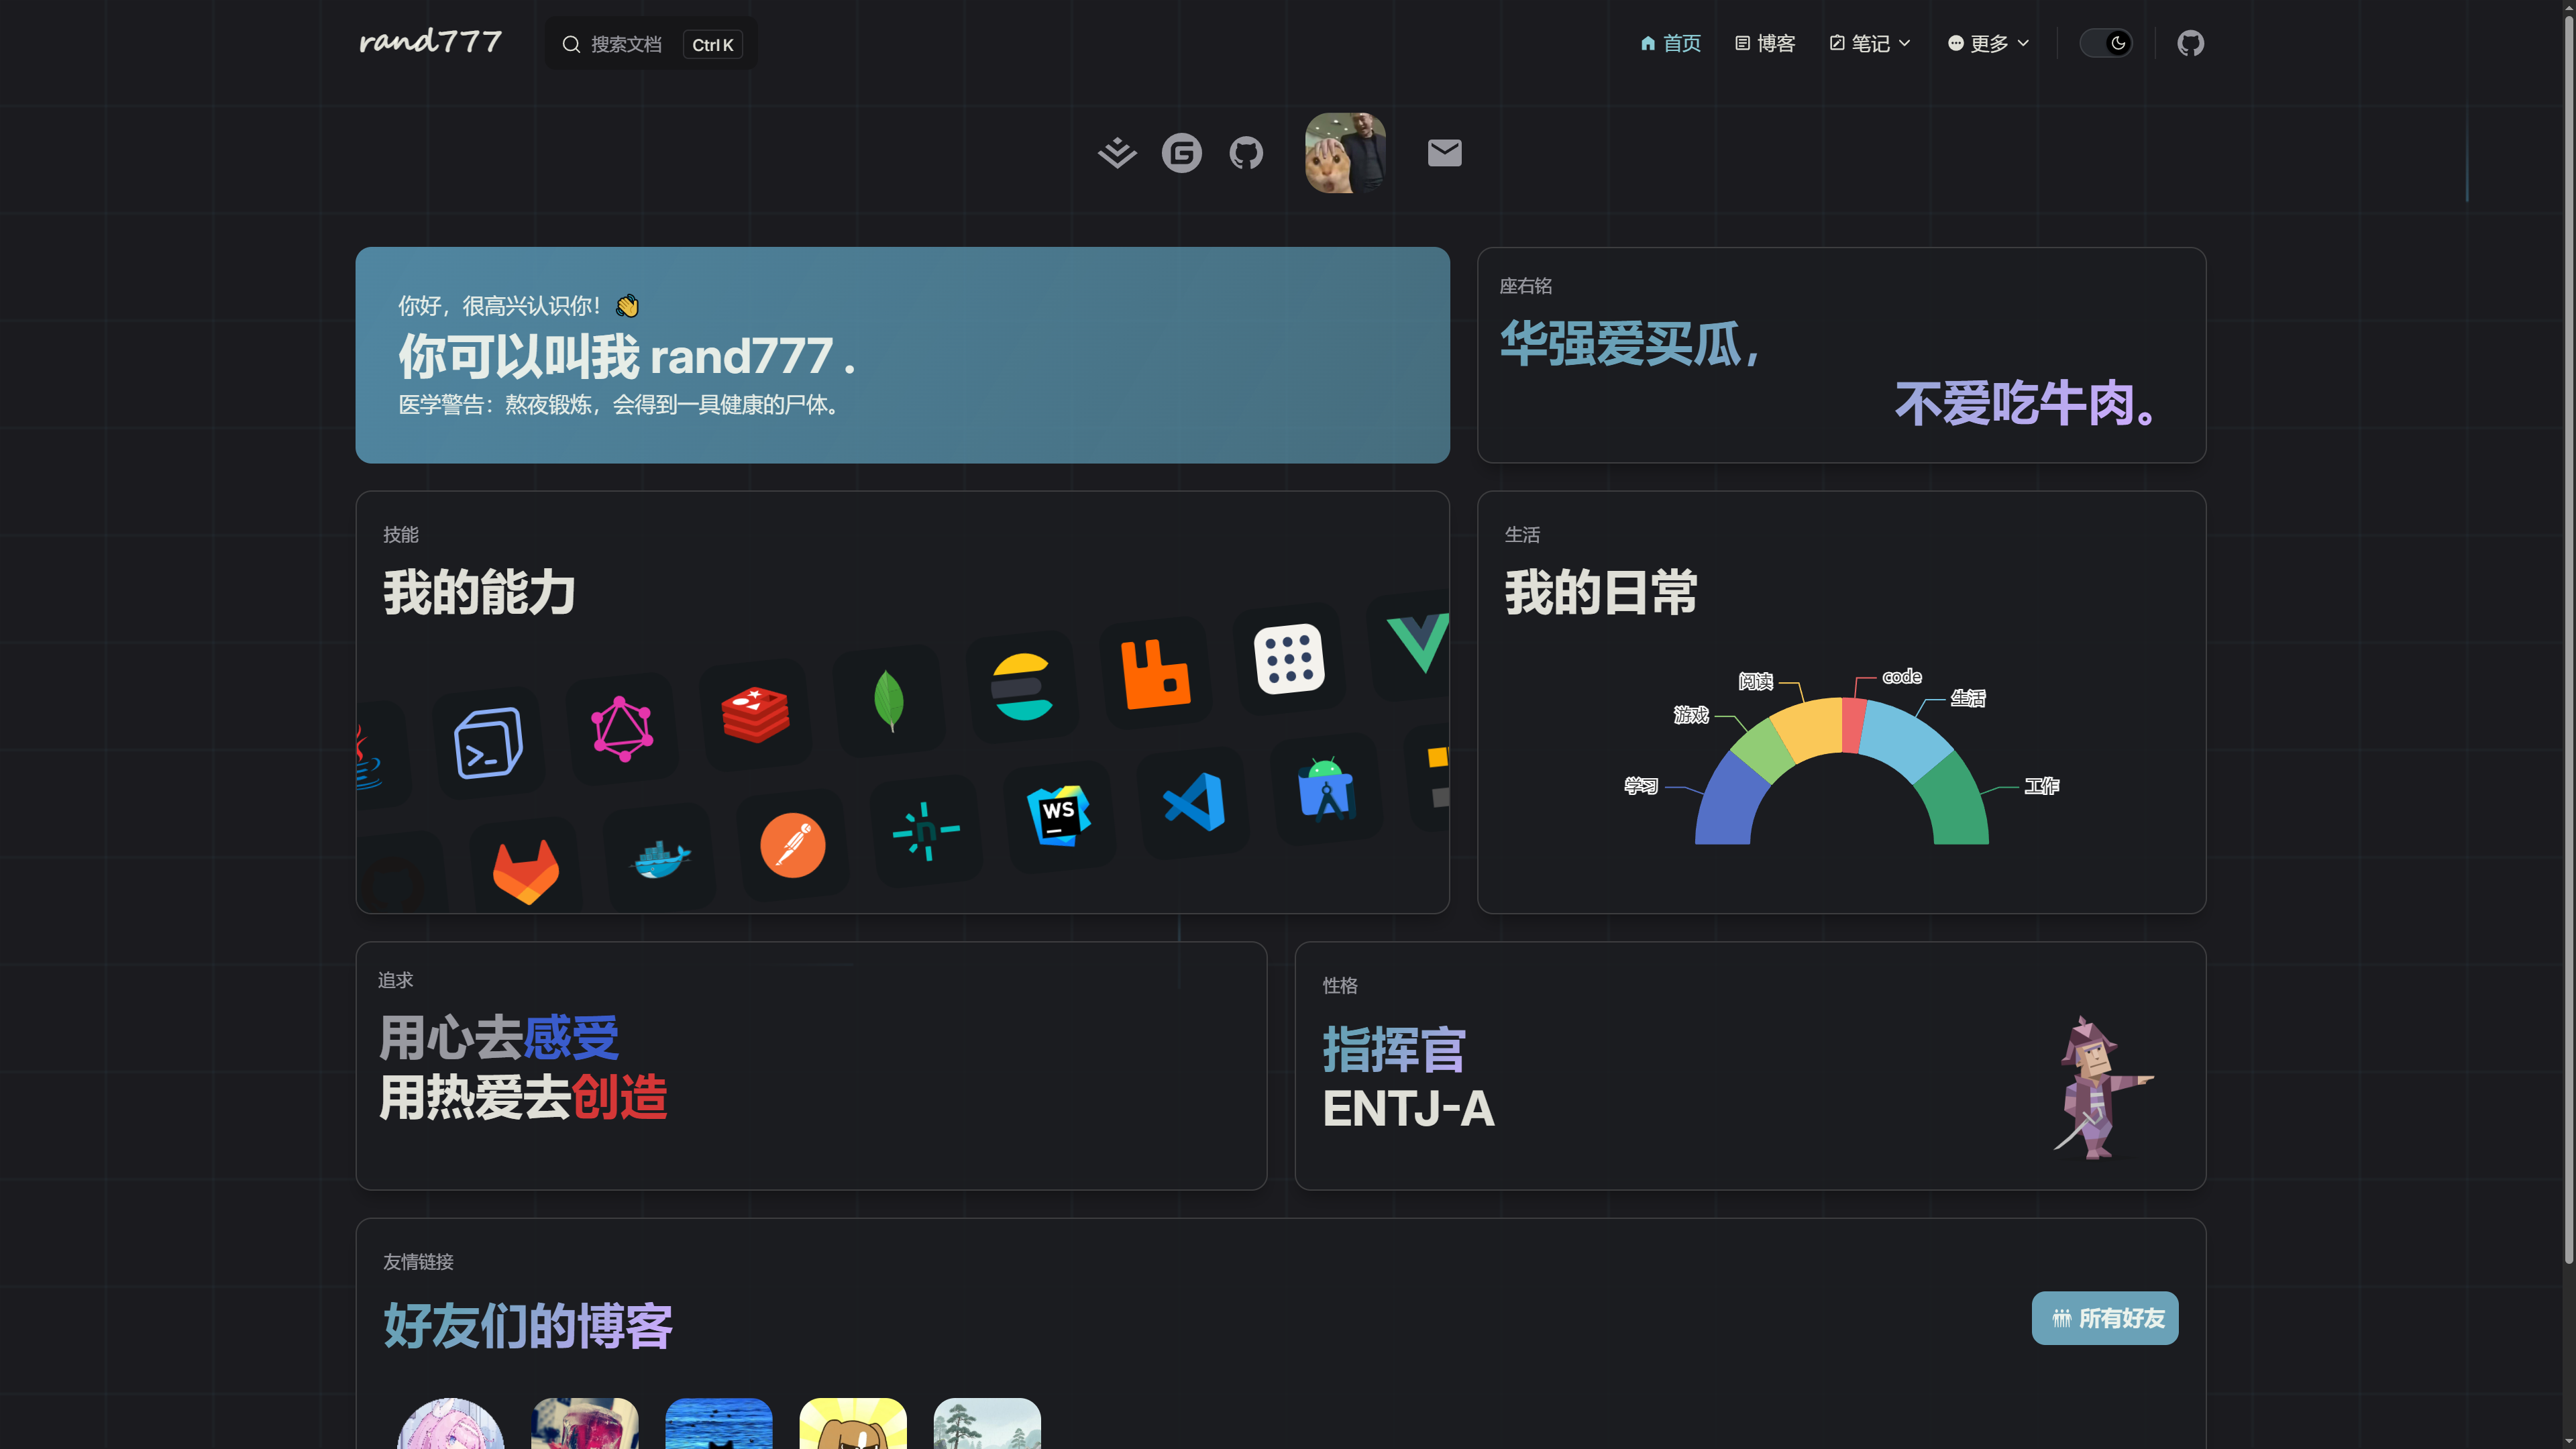 rand777
搜索文档 Ctrl K
首页 博客 笔记 更多
你好，很高兴认识你！👋
你可以叫我 rand777 .
医学警告：熬夜锻炼，会得到一具健康的尸体。
座右铭
华强爱买瓜，
不爱吃牛肉。
技能
我的能力
WS
生活
我的日常
阅读
code
生活
游戏
学习
工作
追求
用心去感受
用热爱去创造
性格
指挥官
ENTJ-A
友情链接
好友们的博客
所有好友